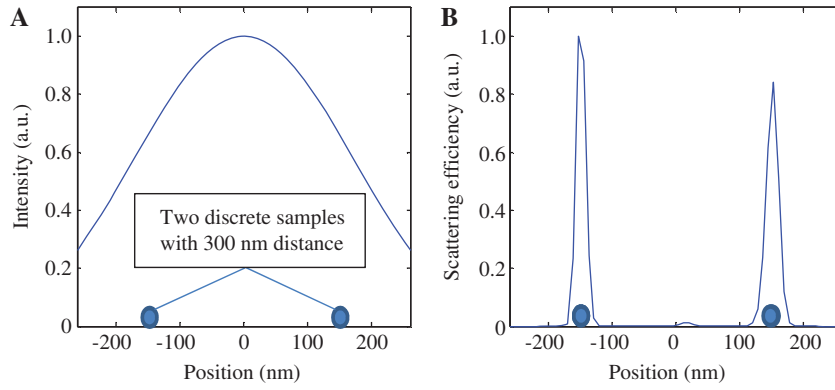 A
Intensity (a.u.)
1.0
0.8
0.6
0.4
0.2
0
Two discrete samples
with 300 nm distance
-200 -100 0 100 200
Position (nm)
B
Scattering efficiency (a.u.)
1.0
0.8
0.6
0.4
0.2
0
-200 -100 0 100 200
Position (nm)